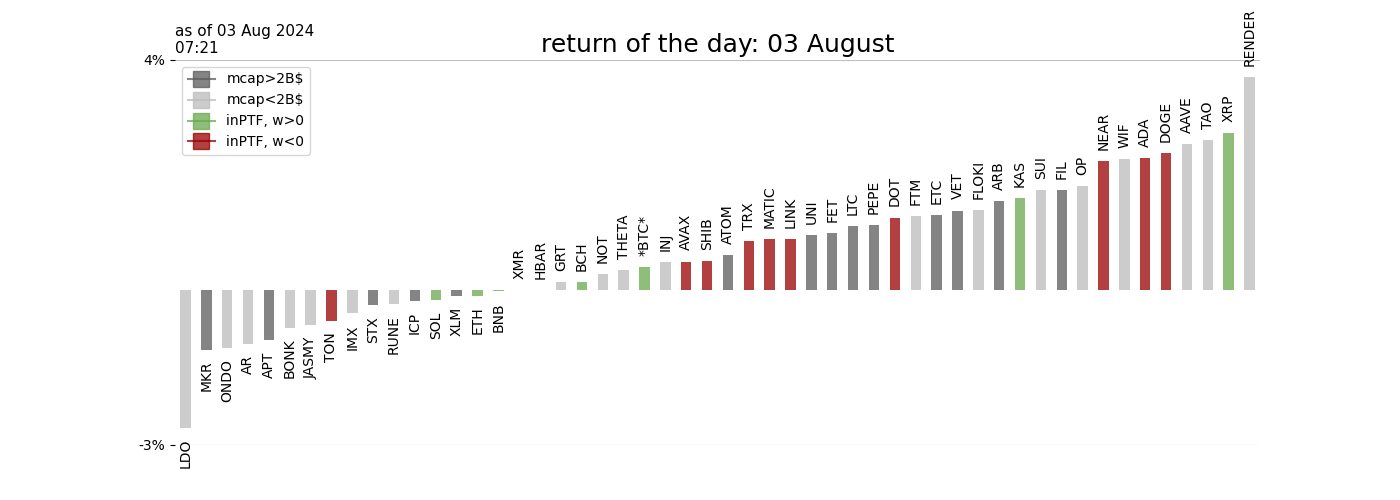 as of 03 Aug 2024
07:21
return of the day: 03 August
4%
-3%
mcap>2B$
mcap<2B$
inPTF, w>0
inPTF, w<0
LDO
MKR
ONDO
AR
APT
BONK
JASMY
TON
IMX
STX
RUNE
ICP
SOL
XLM
ETH
BNB
XMR
HBAR
GRT
BCH
NOT
THETA
*BTC*
INJ
AVAX
SHIB
ATOM
TRX
MATIC
LINK
UNI
FET
LTC
PEPE
DOT
FTM
ETC
VET
FLOKI
ARB
KAS
SUI
FIL
OP
NEAR
WIF
ADA
DOGE
AAVE
TAO
XRP
RENDER